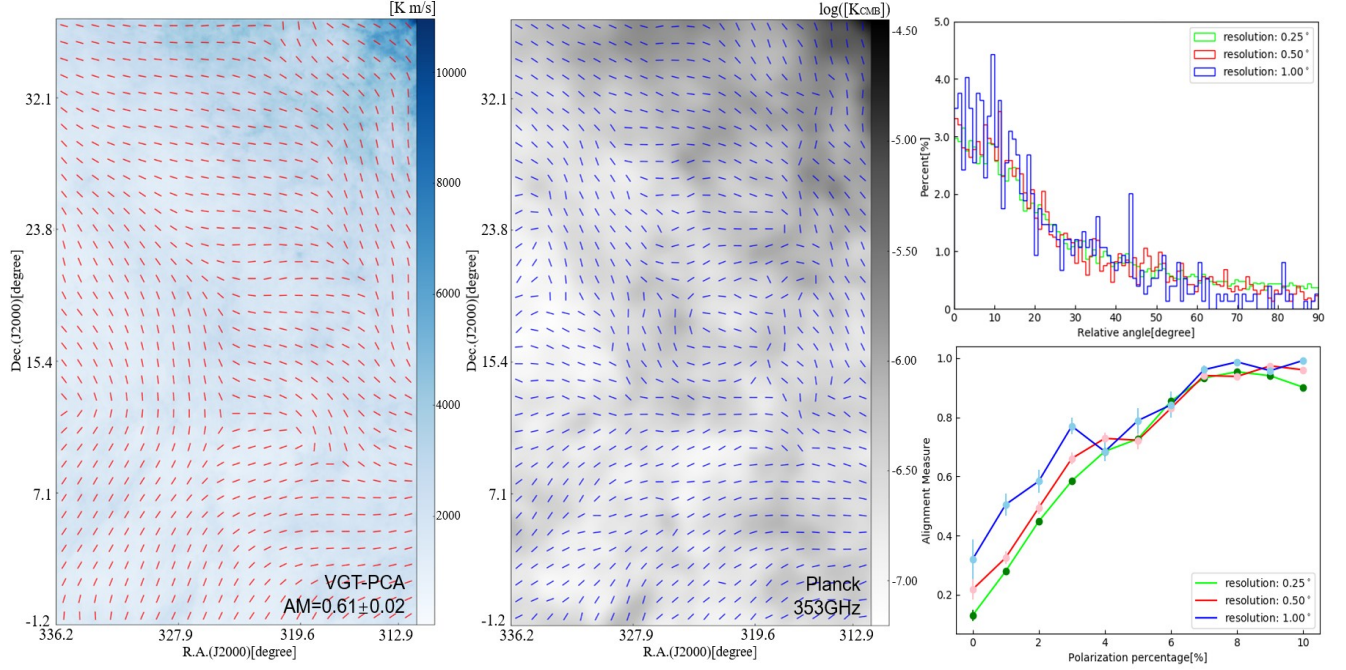 [K m/s]
10000
8000
6000
4000
2000
32.1
23.8
15.4
7.1
-1.2
Dec.(J2000)[degree]
336.2 327.9 319.6 312.9
R.A.(J2000)[degree]
VGT-PCA
AM=0.61±0.02
log([KCMB])
-4.50
-5.00
-5.50
-6.00
-6.50
-7.00
32.1
23.8
15.4
7.1
-1.2
Dec.(J2000)[degree]
336.2 327.9 319.6 312.9
R.A.(J2000)[degree]
Planck
353GHz
5.0
4.0
3.0
2.0
1.0
0
Percent[%]
0 10 20 30 40 50 60 70 80 90
Relative angle[degree]
resolution: 0.25°
resolution: 0.50°
resolution: 1.00°
1.0
0.8
0.6
0.4
0.2
Alignment Measure
0 2 4 6 8 10
Polarization percentage[%]
resolution: 0.25°
resolution: 0.50°
resolution: 1.00°